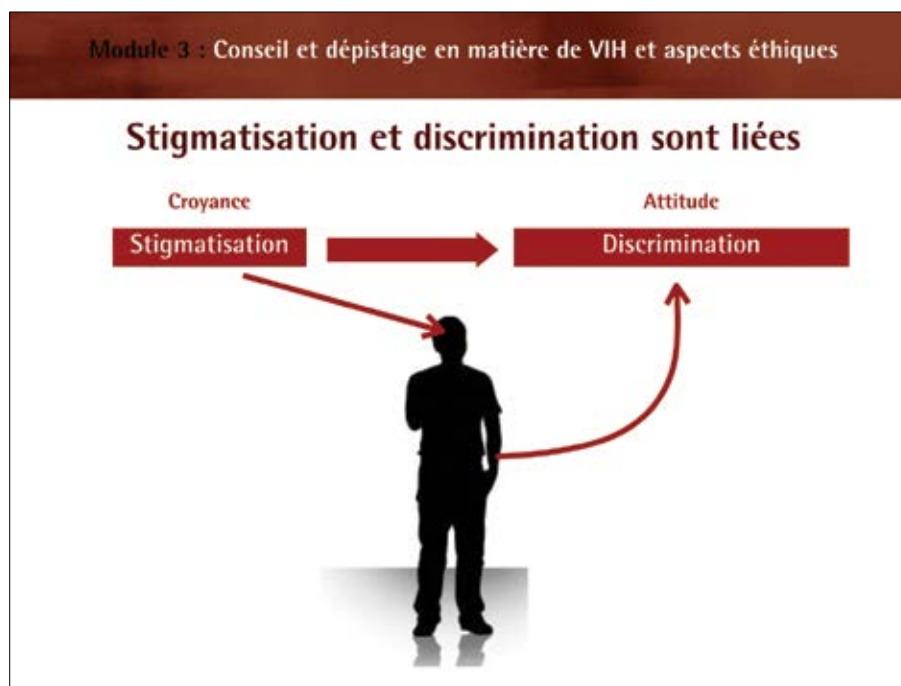 Module 3 : Conseil et dépistage en matière de VIH et aspects éthiques
Stigmatisation et discrimination sont liées
Croyance
Attitude
Stigmatisation
Discrimination